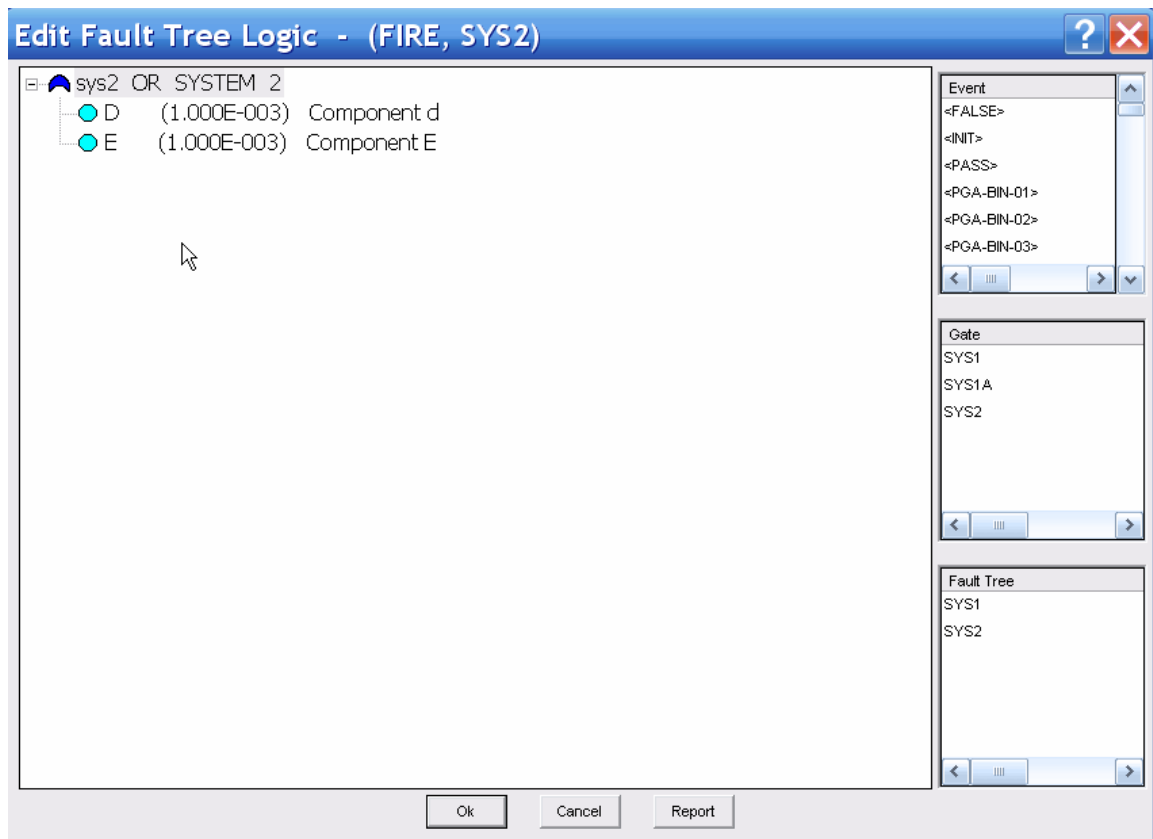 Edit Fault Tree Logic - (FIRE, SYS2)
sys2 OR SYSTEM 2
D (1.000E-003) Component d
E (1.000E-003) Component E
Event
<FALSE>
<INIT>
<PASS>
<PGA-BIN-01>
<PGA-BIN-02>
<PGA-BIN-03>
Gate
SYS1
SYS1A
SYS2
Fault Tree
SYS1
SYS2
Ok Cancel Report